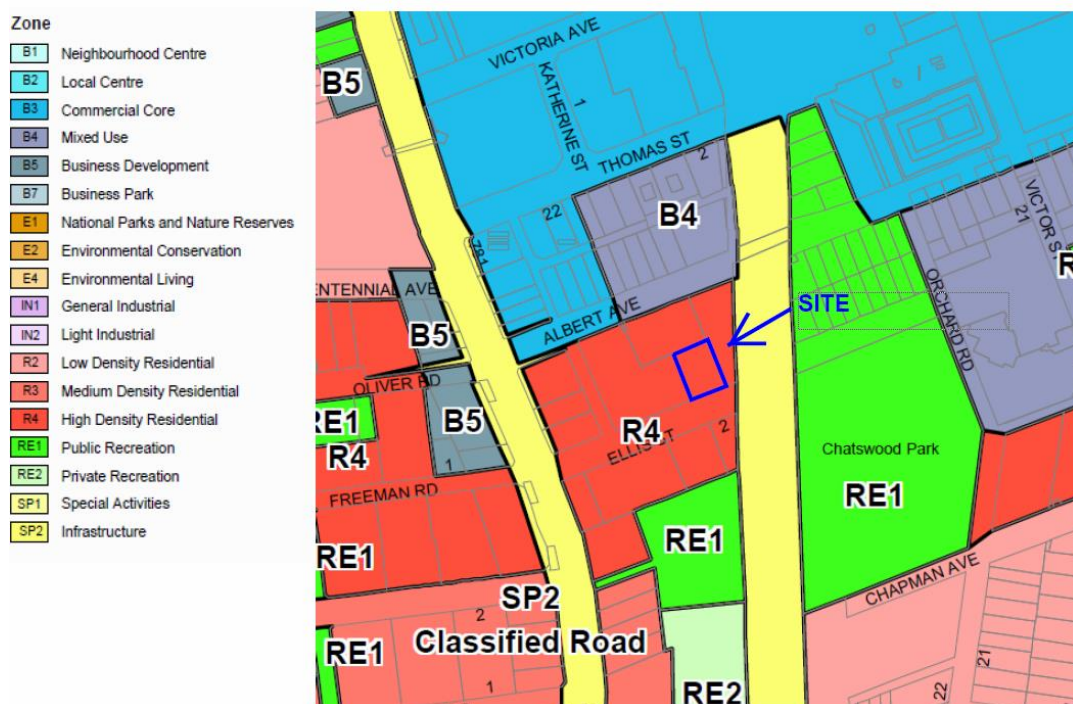 Zone
B1 Neighbourhood Centre
B2 Local Centre
B3 Commercial Core
B4 Mixed Use
B5 Business Development
B7 Business Park
E1 National Parks and Nature Reserves
E2 Environmental Conservation
E4 Environmental Living
IN1 General Industrial
IN2 Light Industrial
R2 Low Density Residential
R3 Medium Density Residential
R4 High Density Residential
RE1 Public Recreation
RE2 Private Recreation
SP1 Special Activities
SP2 Infrastructure
VICTORIA AVE
B5
KATHERINE ST
1
THOMAS ST
2
B4
22
781
VICTOR ST
21
R
ORCHARD RD
ENTENNIAL AVE
ALBERT AVE
SITE
B5
OLIVER RD
RE1
B5
R4
R4
ELLIS ST
2
1
FREEMAN RD
Chatswood Park
RE1
RE1
RE1
SP2
CHAPMAN AVE
2
Classified Road
RE1
21
1
RE2
22